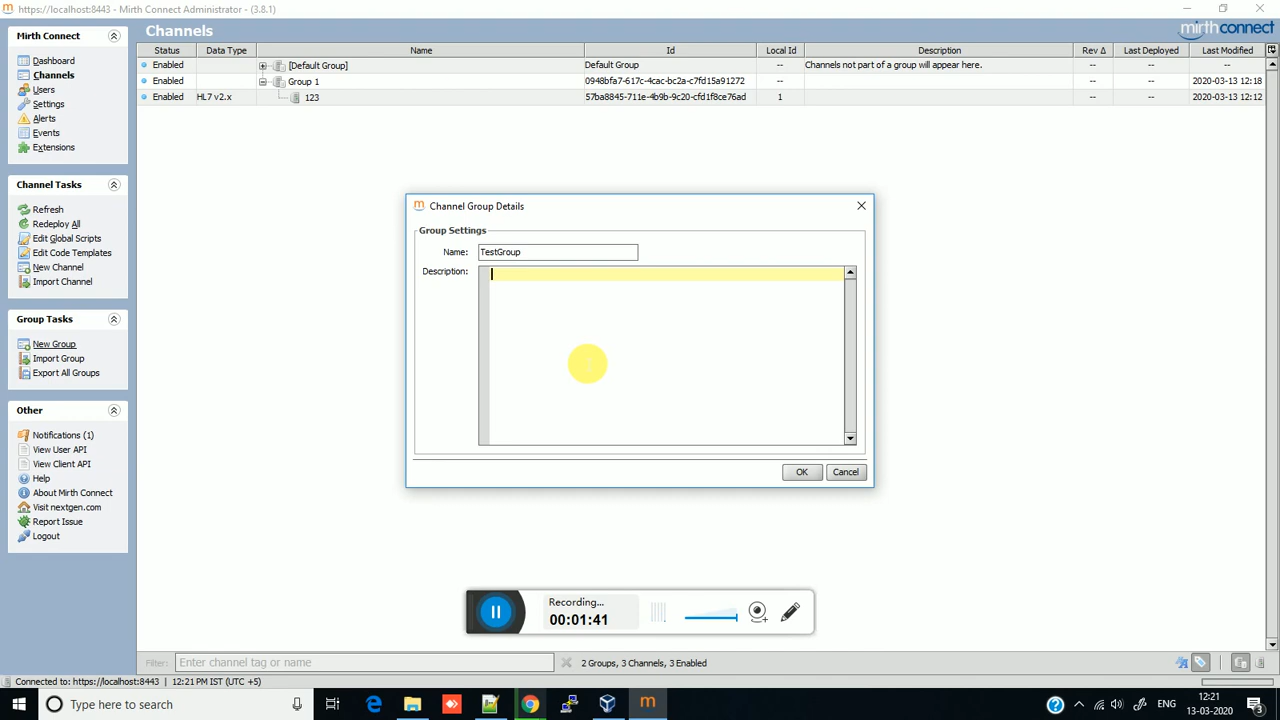 https://localhost:8443 - Mirth Connect Administrator - (3.8.1)
Mirth Connect
Dashboard
Channels
Users
Settings
Alerts
Events
Extensions
Channel Tasks
Refresh
Redeploy All
Edit Global Scripts
Edit Code Templates
New Channel
Import Channel
Group Tasks
New Group
Import Group
Export All Groups
Other
Notifications (1)
View User API
View Client API
Help
About Mirth Connect
Visit nextgen.com
Report Issue
Logout
Channels
mirth connect
Status Data Type Name Id Local Id Description Rev Δ Last Deployed Last Modified
Enabled [Default Group] Default Group -- Channels not part of a group will appear here. -- -- --
Enabled Group 1 0948bfa7-617c-4cac-bc2a-c7fd15a91272 -- -- -- 2020-03-13 12:18
Enabled HL7 v2.x 123 57ba8845-711e-4b9b-9c20-cfd1f8ce76ad 1 -- -- 2020-03-13 12:12
Channel Group Details
Group Settings
Name: TestGroup
Description:
OK Cancel
Recording...
00:01:41
Filter: Enter channel tag or name 2 Groups, 3 Channels, 3 Enabled
Connected to: https://localhost:8443 | 12:21 PM IST (UTC +5)
Type here to search
ENG
12:21
13-03-2020
3